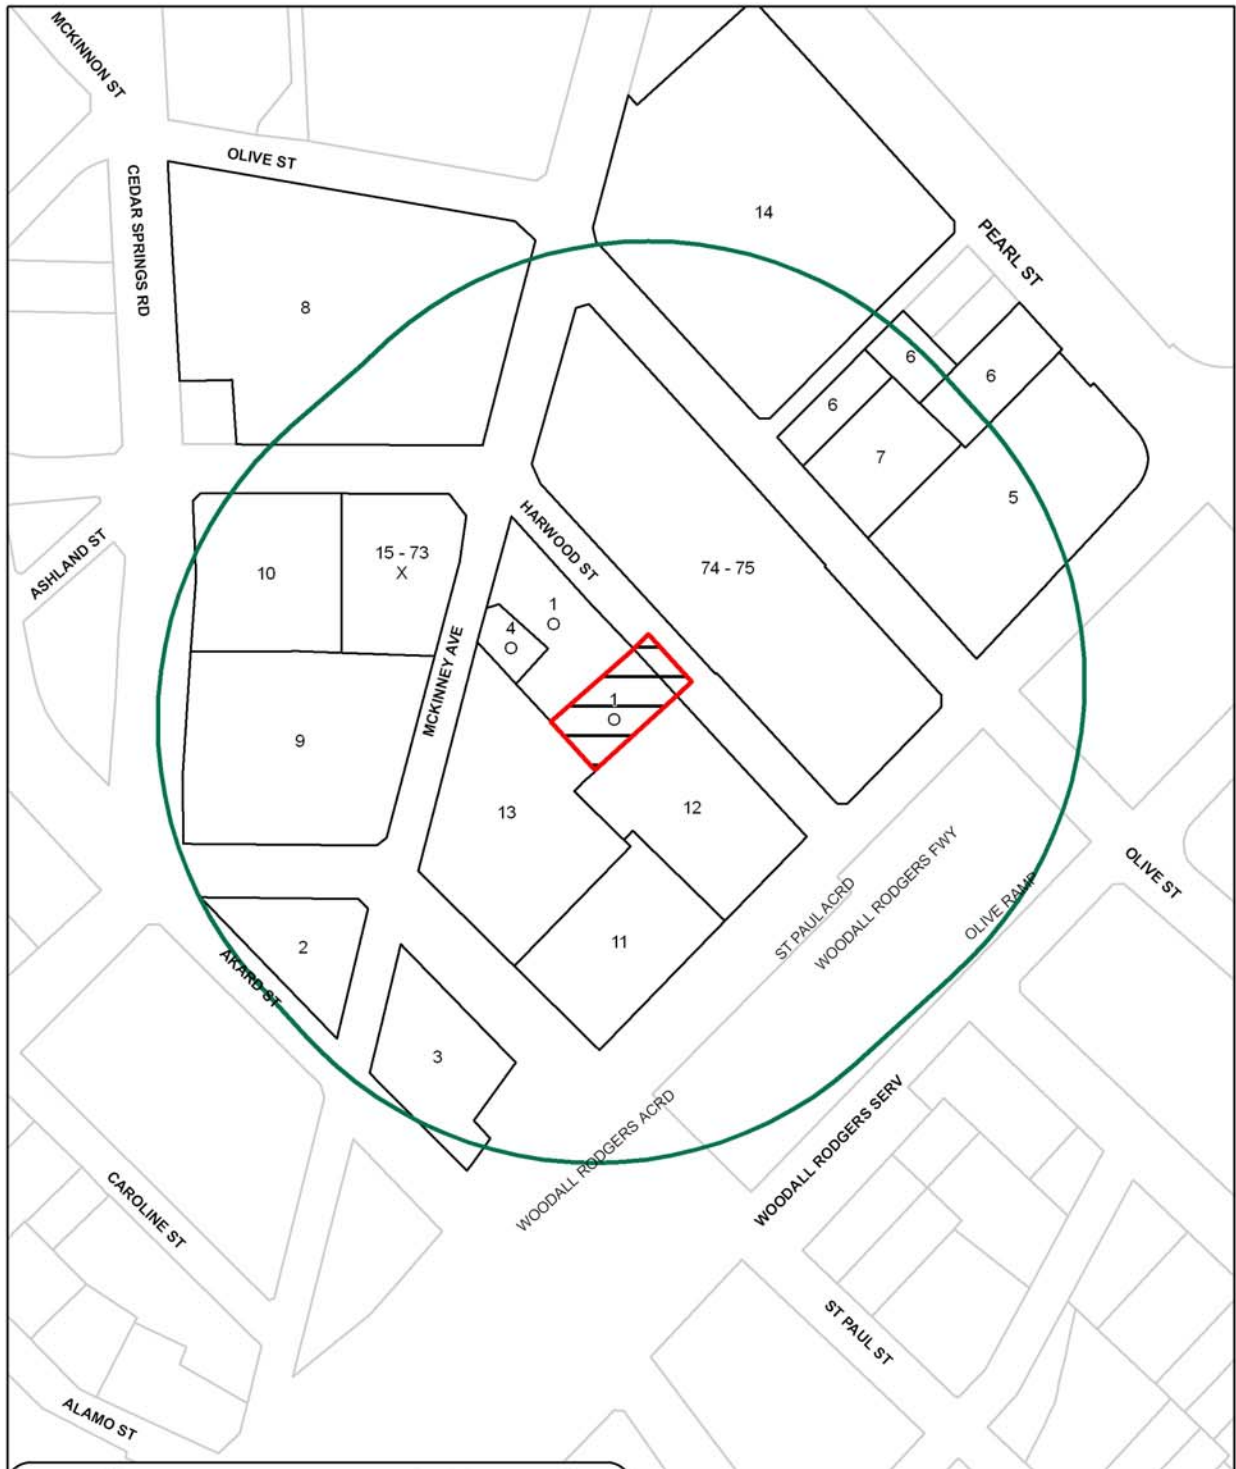 MCKINNON ST
OLIVE ST
CEDAR SPRINGS RD
14
PEARL ST
8
6
6
6
7
5
HARWOOD ST
ASHLAND ST
10
15 - 73
X
74 - 75
1
4
MCKINNEY AVE
1
9
13
12
ST PAUL ACRD
WOODALL RODGERS FWY
OLIVE RAMP
OLIVE ST
2
AKARD ST
11
3
WOODALL RODGERS ACRD
WOODALL RODGERS SERV
CAROLINE ST
ST PAUL ST
ALAMO ST